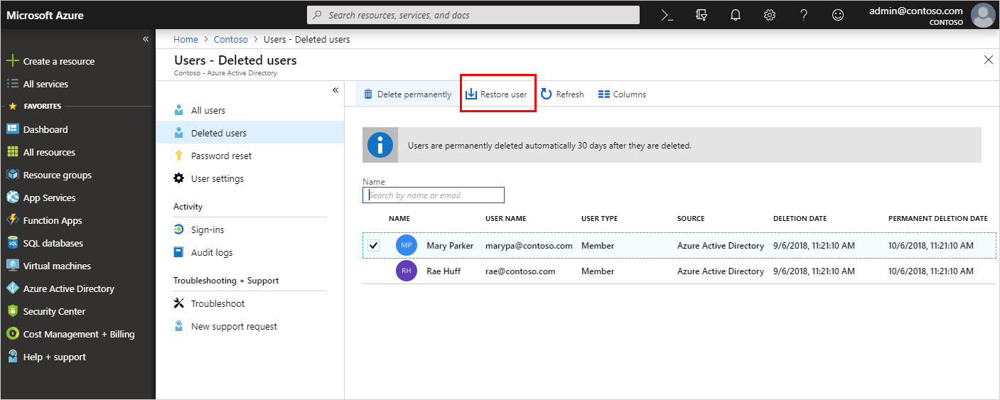 Microsoft Azure
Search resources, services, and docs
admin@contoso.com
CONTOSO
Create a resource
All services
FAVORITES
Dashboard
All resources
Resource groups
App Services
Function Apps
SQL databases
Virtual machines
Azure Active Directory
Security Center
Cost Management + Billing
Help + support
Home > Contoso > Users - Deleted users
Users - Deleted users
Contoso - Azure Active Directory
All users
Deleted users
Password reset
User settings
Activity
Sign-ins
Audit logs
Troubleshooting + Support
Troubleshoot
New support request
Delete permanently Restore user Refresh Columns
Users are permanently deleted automatically 30 days after they are deleted.
Name
Search by name or email
NAME USER NAME USER TYPE SOURCE DELETION DATE PERMANENT DELETION DATE
MP Mary Parker marypa@contoso.com Member Azure Active Directory 9/6/2018, 11:21:10 AM 10/6/2018, 11:21:10 AM
RH Rae Huff rae@contoso.com Member Azure Active Directory 9/6/2018, 11:21:10 AM 10/6/2018, 11:21:10 AM